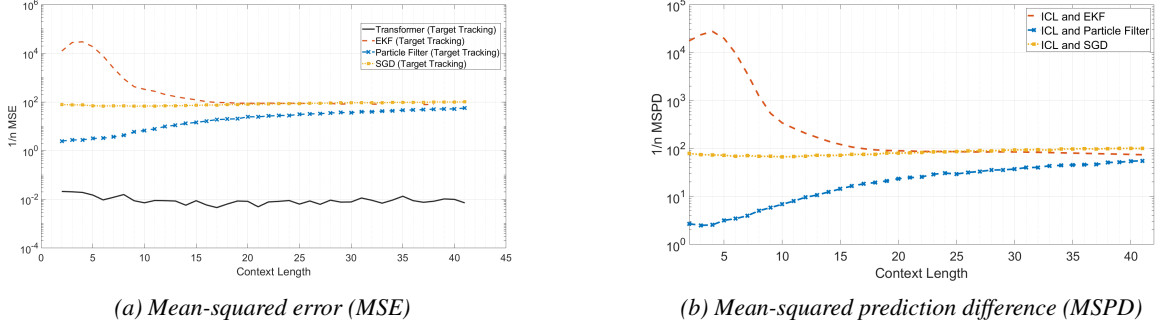 10^6
10^4
10^2
10^0
10^-2
10^-4
1/n MSE
0 5 10 15 20 25 30 35 40 45
Context Length
Transformer (Target Tracking)
EKF (Target Tracking)
Particle Filter (Target Tracking)
SGD (Target Tracking)
(a) Mean-squared error (MSE)
10^5
10^4
10^3
10^2
10^1
10^0
1/n MSPD
5 10 15 20 25 30 35 40
Context Length
ICL and EKF
ICL and Particle Filter
ICL and SGD
(b) Mean-squared prediction difference (MSPD)